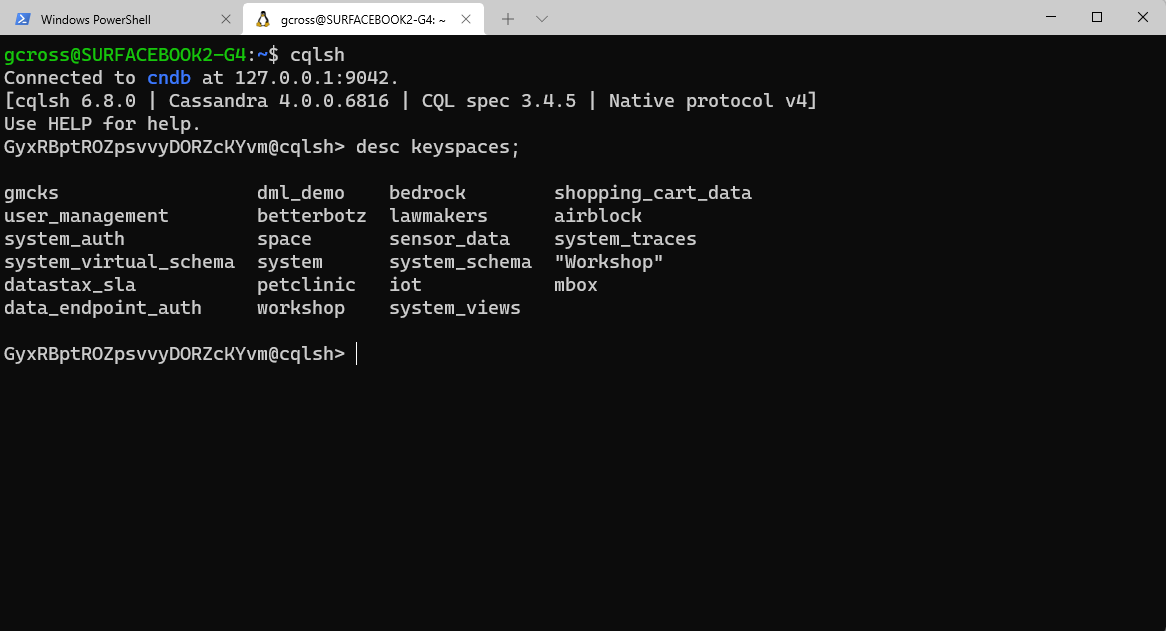 Windows PowerShell
gcross@SURFACEBOOK2-G4: ~
gcross@SURFACEBOOK2-G4:~$ cqlsh
Connected to cndb at 127.0.0.1:9042.
[cqlsh 6.8.0 | Cassandra 4.0.0.6816 | CQL spec 3.4.5 | Native protocol v4]
Use HELP for help.
GyxRBptROZpsvvyDORZcKYvm@cqlsh> desc keyspaces;
gmcks                  dml_demo    bedrock        shopping_cart_data
user_management        betterbotz  lawmakers      airblock
system_auth            space       sensor_data    system_traces
system_virtual_schema  system      system_schema  "Workshop"
datastax_sla           petclinic   iot            mbox
data_endpoint_auth     workshop    system_views
GyxRBptROZpsvvyDORZcKYvm@cqlsh>